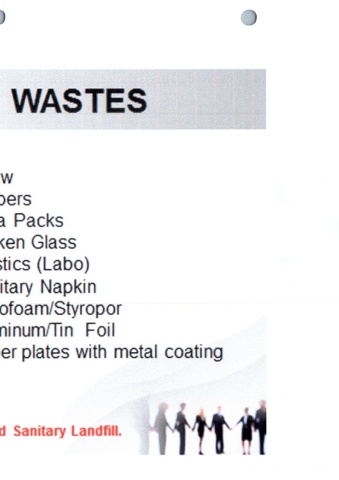 WASTES
w
pers
a Packs
ken Glass
stics (Labo)
itary Napkin
ofoam/Styropor
minum/Tin Foil
er plates with metal coating
d Sanitary Landfill.